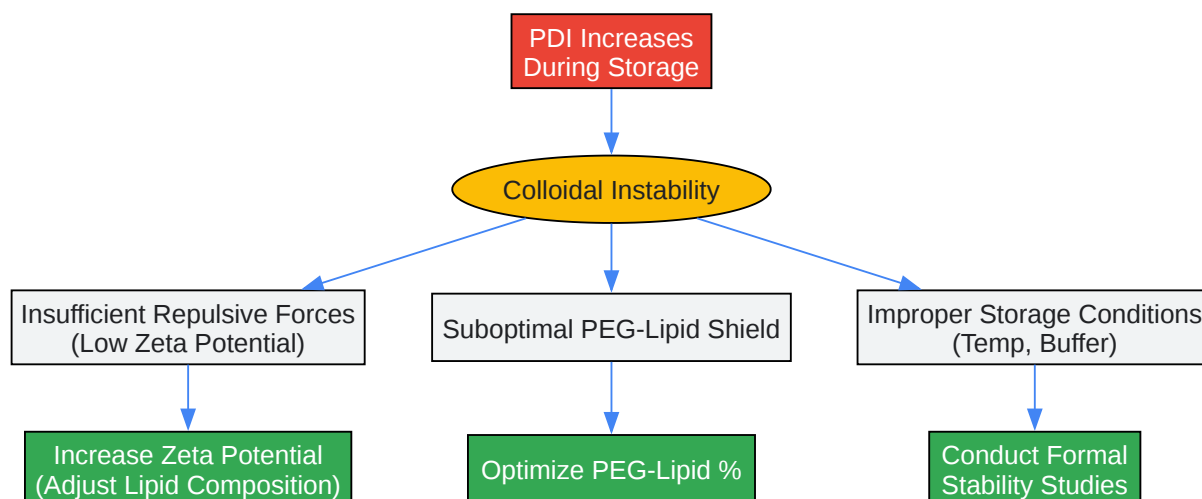 PDI Increases
During Storage
Colloidal Instability
Insufficient Repulsive Forces
(Low Zeta Potential)
Suboptimal PEG-Lipid Shield
Improper Storage Conditions
(Temp, Buffer)
Increase Zeta Potential
(Adjust Lipid Composition)
Optimize PEG-Lipid %
Conduct Formal
Stability Studies